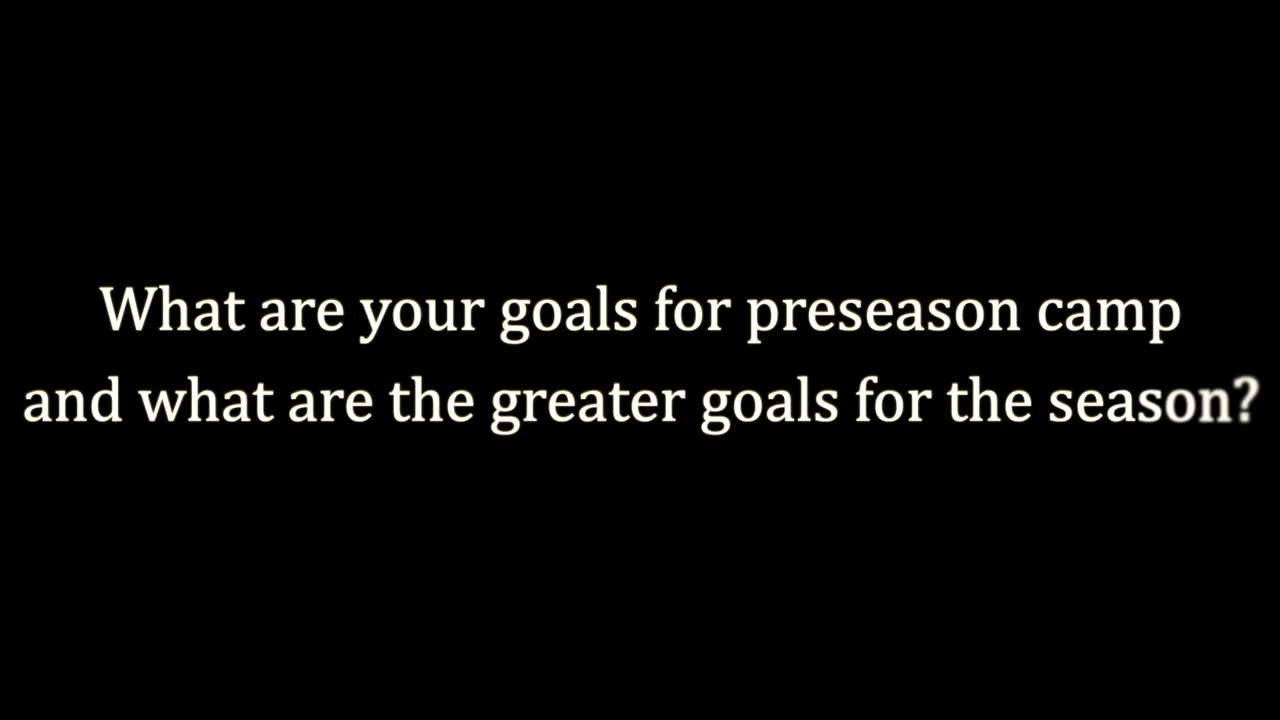 What are your goals for preseason camp
and what are the greater goals for the season?